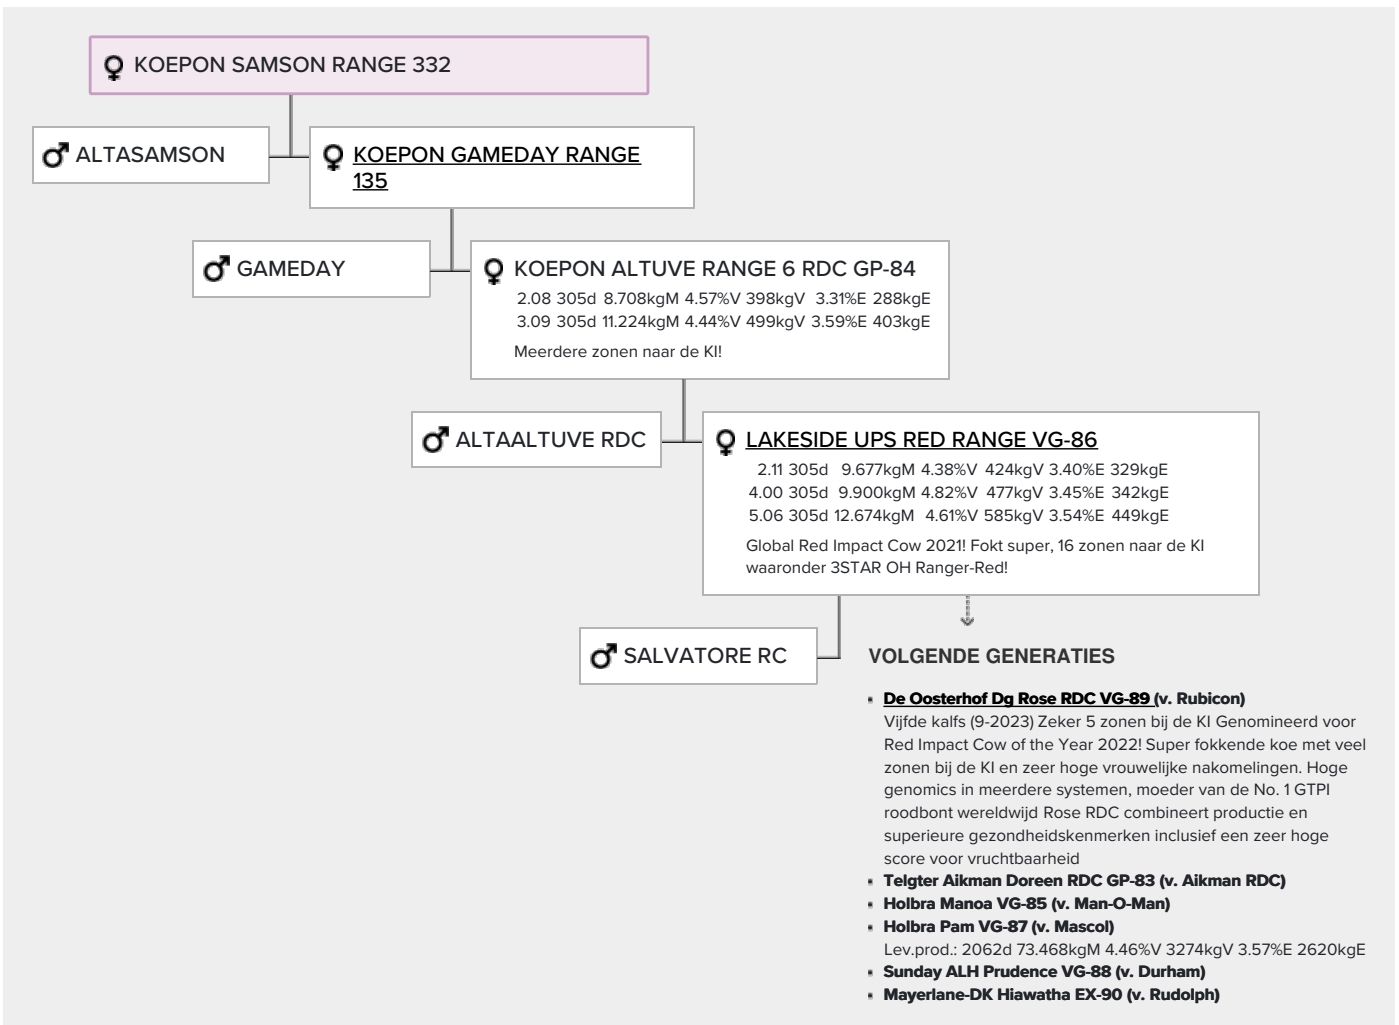 KOEPON SAMSON RANGE 332
ALTASAMSON
KOEPON GAMEDAY RANGE
135
GAMEDAY
KOEPON ALTUVE RANGE 6 RDC GP-84
2.08 305d 8.708kgM 4.57%V 398kgV 3.31%E 288kgE
3.09 305d 11.224kgM 4.44%V 499kgV 3.59%E 403kgE
Meerdere zonen naar de KI!
ALTAALTUVE RDC
LAKESIDE UPS RED RANGE VG-86
2.11 305d 9.677kgM 4.38%V 424kgV 3.40%E 329kgE
4.00 305d 9.900kgM 4.82%V 477kgV 3.45%E 342kgE
5.06 305d 12.674kgM 4.61%V 585kgV 3.54%E 449kgE
Global Red Impact Cow 2021! Fokt super, 16 zonen naar de KI
waaronder 3STAR OH Ranger-Red!
SALVATORE RC
VOLGENDE GENERATIES
De Oosterhof Dg Rose RDC VG-89 (v. Rubicon)
Vijfde kalfs (9-2023) Zeker 5 zonen bij de KI Genomineerd voor
Red Impact Cow of the Year 2022! Super fokkende koe met veel
zonen bij de KI en zeer hoge vrouwelijke nakomelingen. Hoge
genomics in meerdere systemen, moeder van de No. 1 GTPI
roodbont wereldwijd Rose RDC combineert productie en
superieure gezondheidskenmerken inclusief een zeer hoge
score voor vruchtbaarheid
Telgter Aikman Doreen RDC GP-83 (v. Aikman RDC)
Holbra Manoa VG-85 (v. Man-O-Man)
Holbra Pam VG-87 (v. Mascol)
Lev.prod.: 2062d 73.468kgM 4.46%V 3274kgV 3.57%E 2620kgE
Sunday ALH Prudence VG-88 (v. Durham)
Mayerlane-DK Hiawatha EX-90 (v. Rudolph)